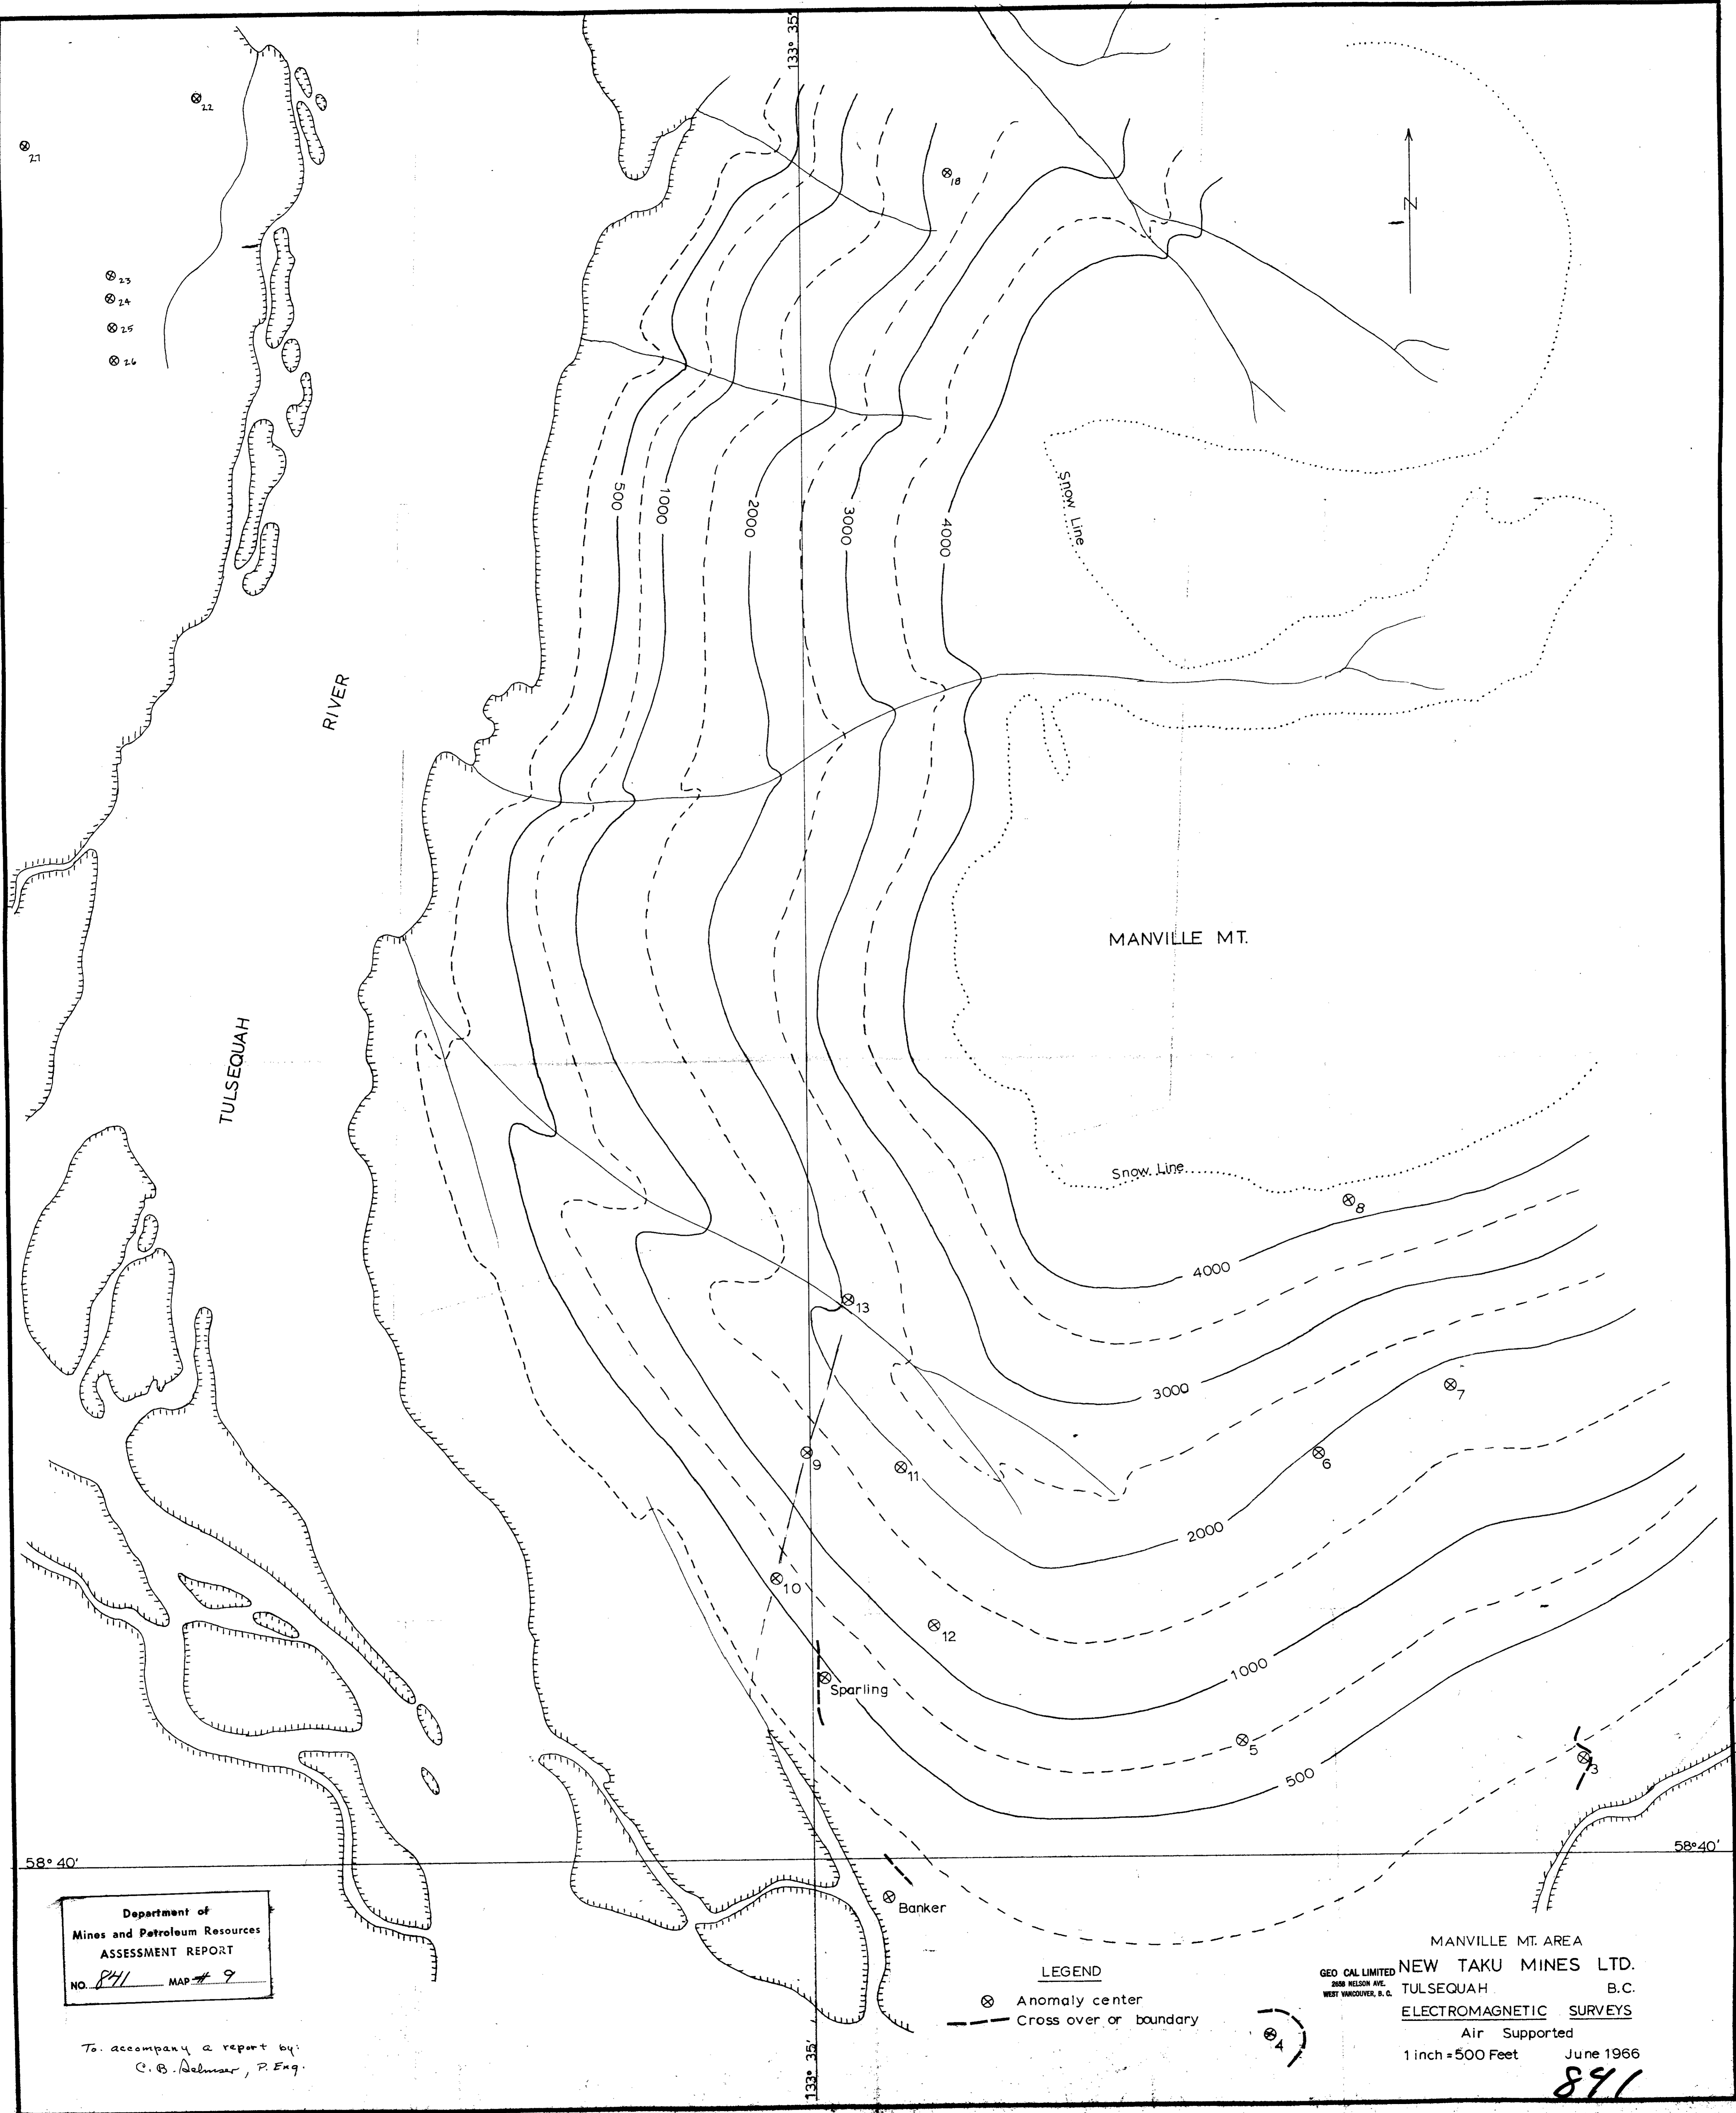 133° 35'
22
27
18
N
23
24
25
26
500
1000
2000
3000
4000
Snow Line
RIVER
MANVILLE MT.
TULSEQUAH
Snow Line
8
4000
13
3000
7
9
11
6
2000
10
12
1000
Sparling
5
3
500
58° 40'
58° 40'
Banker
Department of
Mines and Petroleum Resources
ASSESSMENT REPORT
NO. 841 MAP # 9
To accompany a report by:
C. B. , P. Eng.
133° 35'
LEGEND
Anomaly center
Cross over or boundary
4
MANVILLE MT. AREA
GEO CAL LIMITED
2658 NELSON AVE.
WEST VANCOUVER, B. C.
NEW TAKU MINES LTD.
TULSEQUAH B.C.
ELECTROMAGNETIC SURVEYS
Air Supported
1 inch = 500 Feet June 1966
841